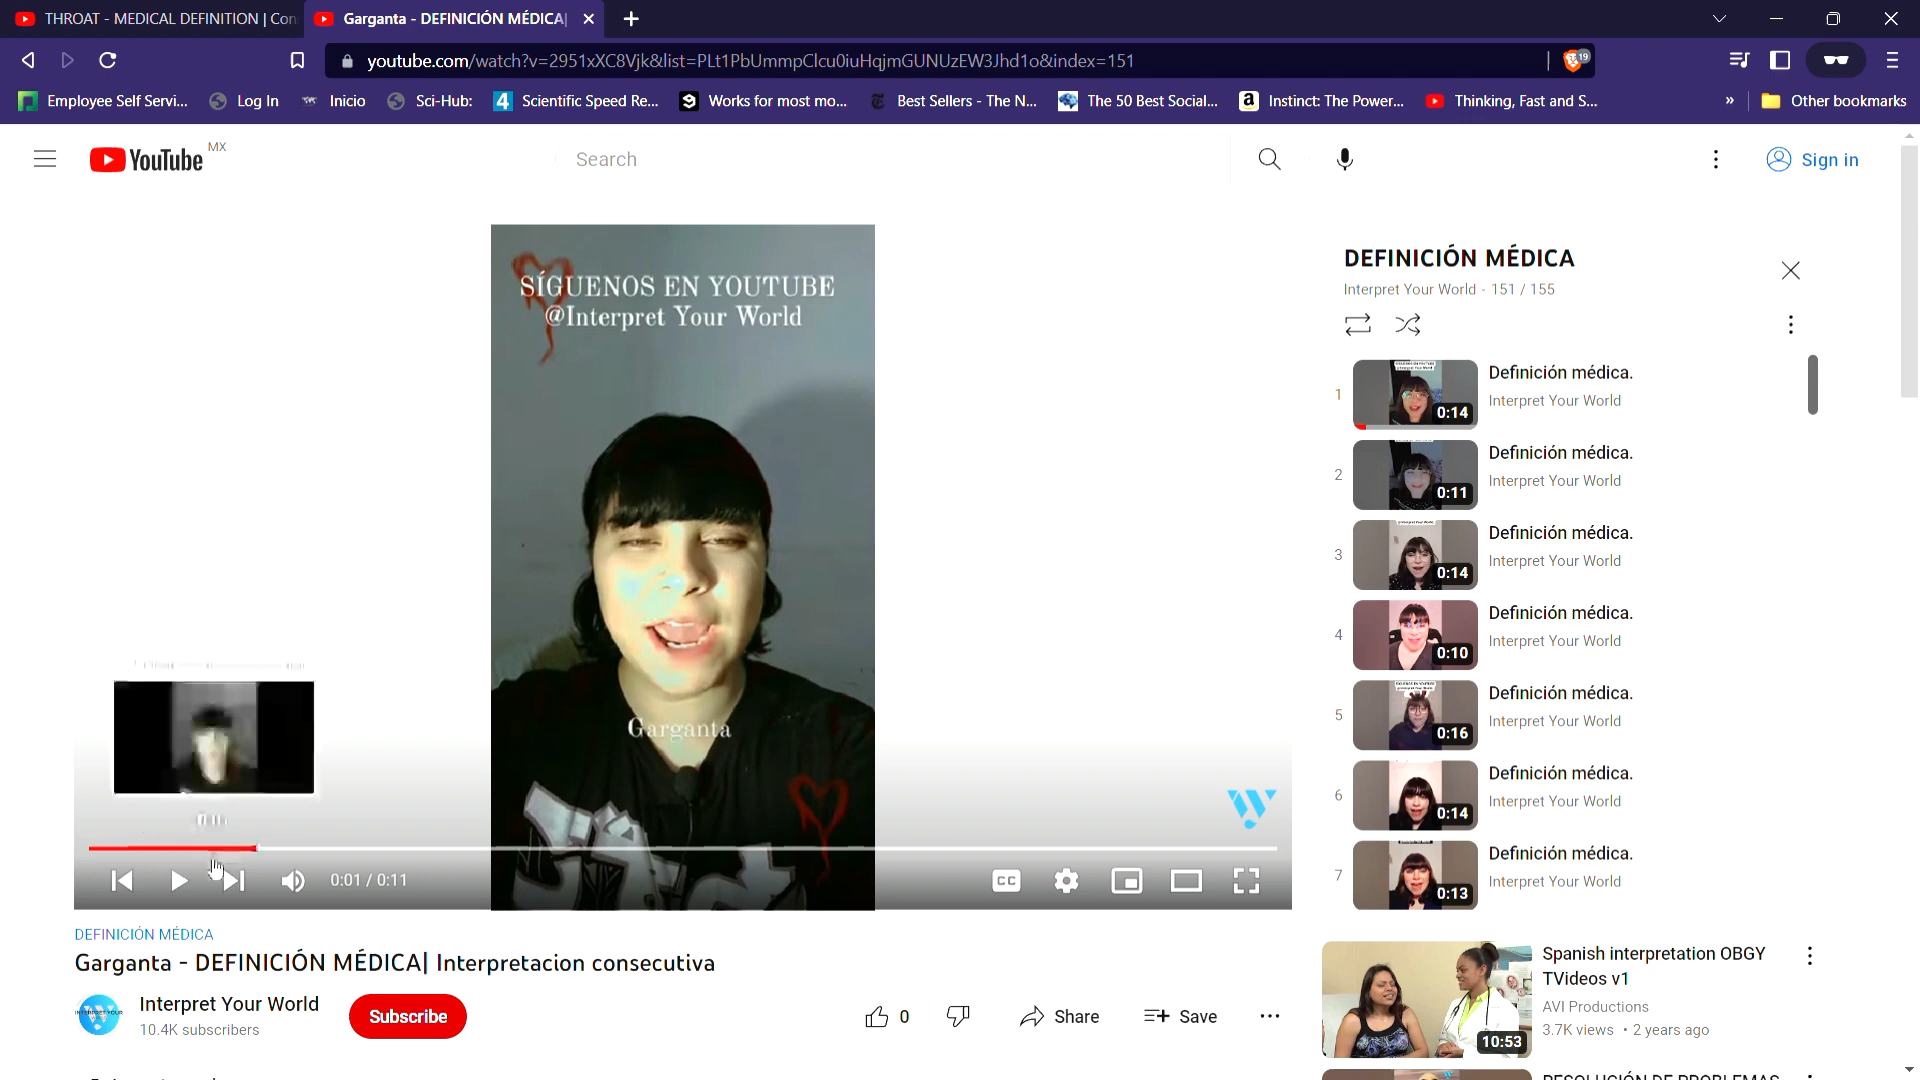 THROAT - MEDICAL DEFINITION | Con
Garganta - DEFINICIÓN MÉDICA|
youtube.com/watch?v=2951xXC8Vjk&list=PLt1PbUmmpClcu0iuHqjmGUNUzEW3Jhd1o&index=151
19
Employee Self Servi...
Log In
Inicio
Sci-Hub:
Scientific Speed Re...
Works for most mo...
Best Sellers - The N...
The 50 Best Social...
Instinct: The Power...
Thinking, Fast and S...
»
Other bookmarks
YouTube MX
Search
Sign in
SÍGUENOS EN YOUTUBE
@Interpret Your World
Garganta
0:01 / 0:11
CC
DEFINICIÓN MÉDICA
Garganta - DEFINICIÓN MÉDICA| Interpretacion consecutiva
Interpret Your World
10.4K subscribers
Subscribe
0
Share
Save
DEFINICIÓN MÉDICA
Interpret Your World - 151 / 155
1
0:14
Definición médica.
Interpret Your World
2
0:11
Definición médica.
Interpret Your World
3
0:14
Definición médica.
Interpret Your World
4
0:10
Definición médica.
Interpret Your World
5
0:16
Definición médica.
Interpret Your World
6
0:14
Definición médica.
Interpret Your World
7
0:13
Definición médica.
Interpret Your World
10:53
Spanish interpretation OBGY
TVideos v1
AVI Productions
3.7K views • 2 years ago
RESOLUCIÓN DE PROBLEMAS